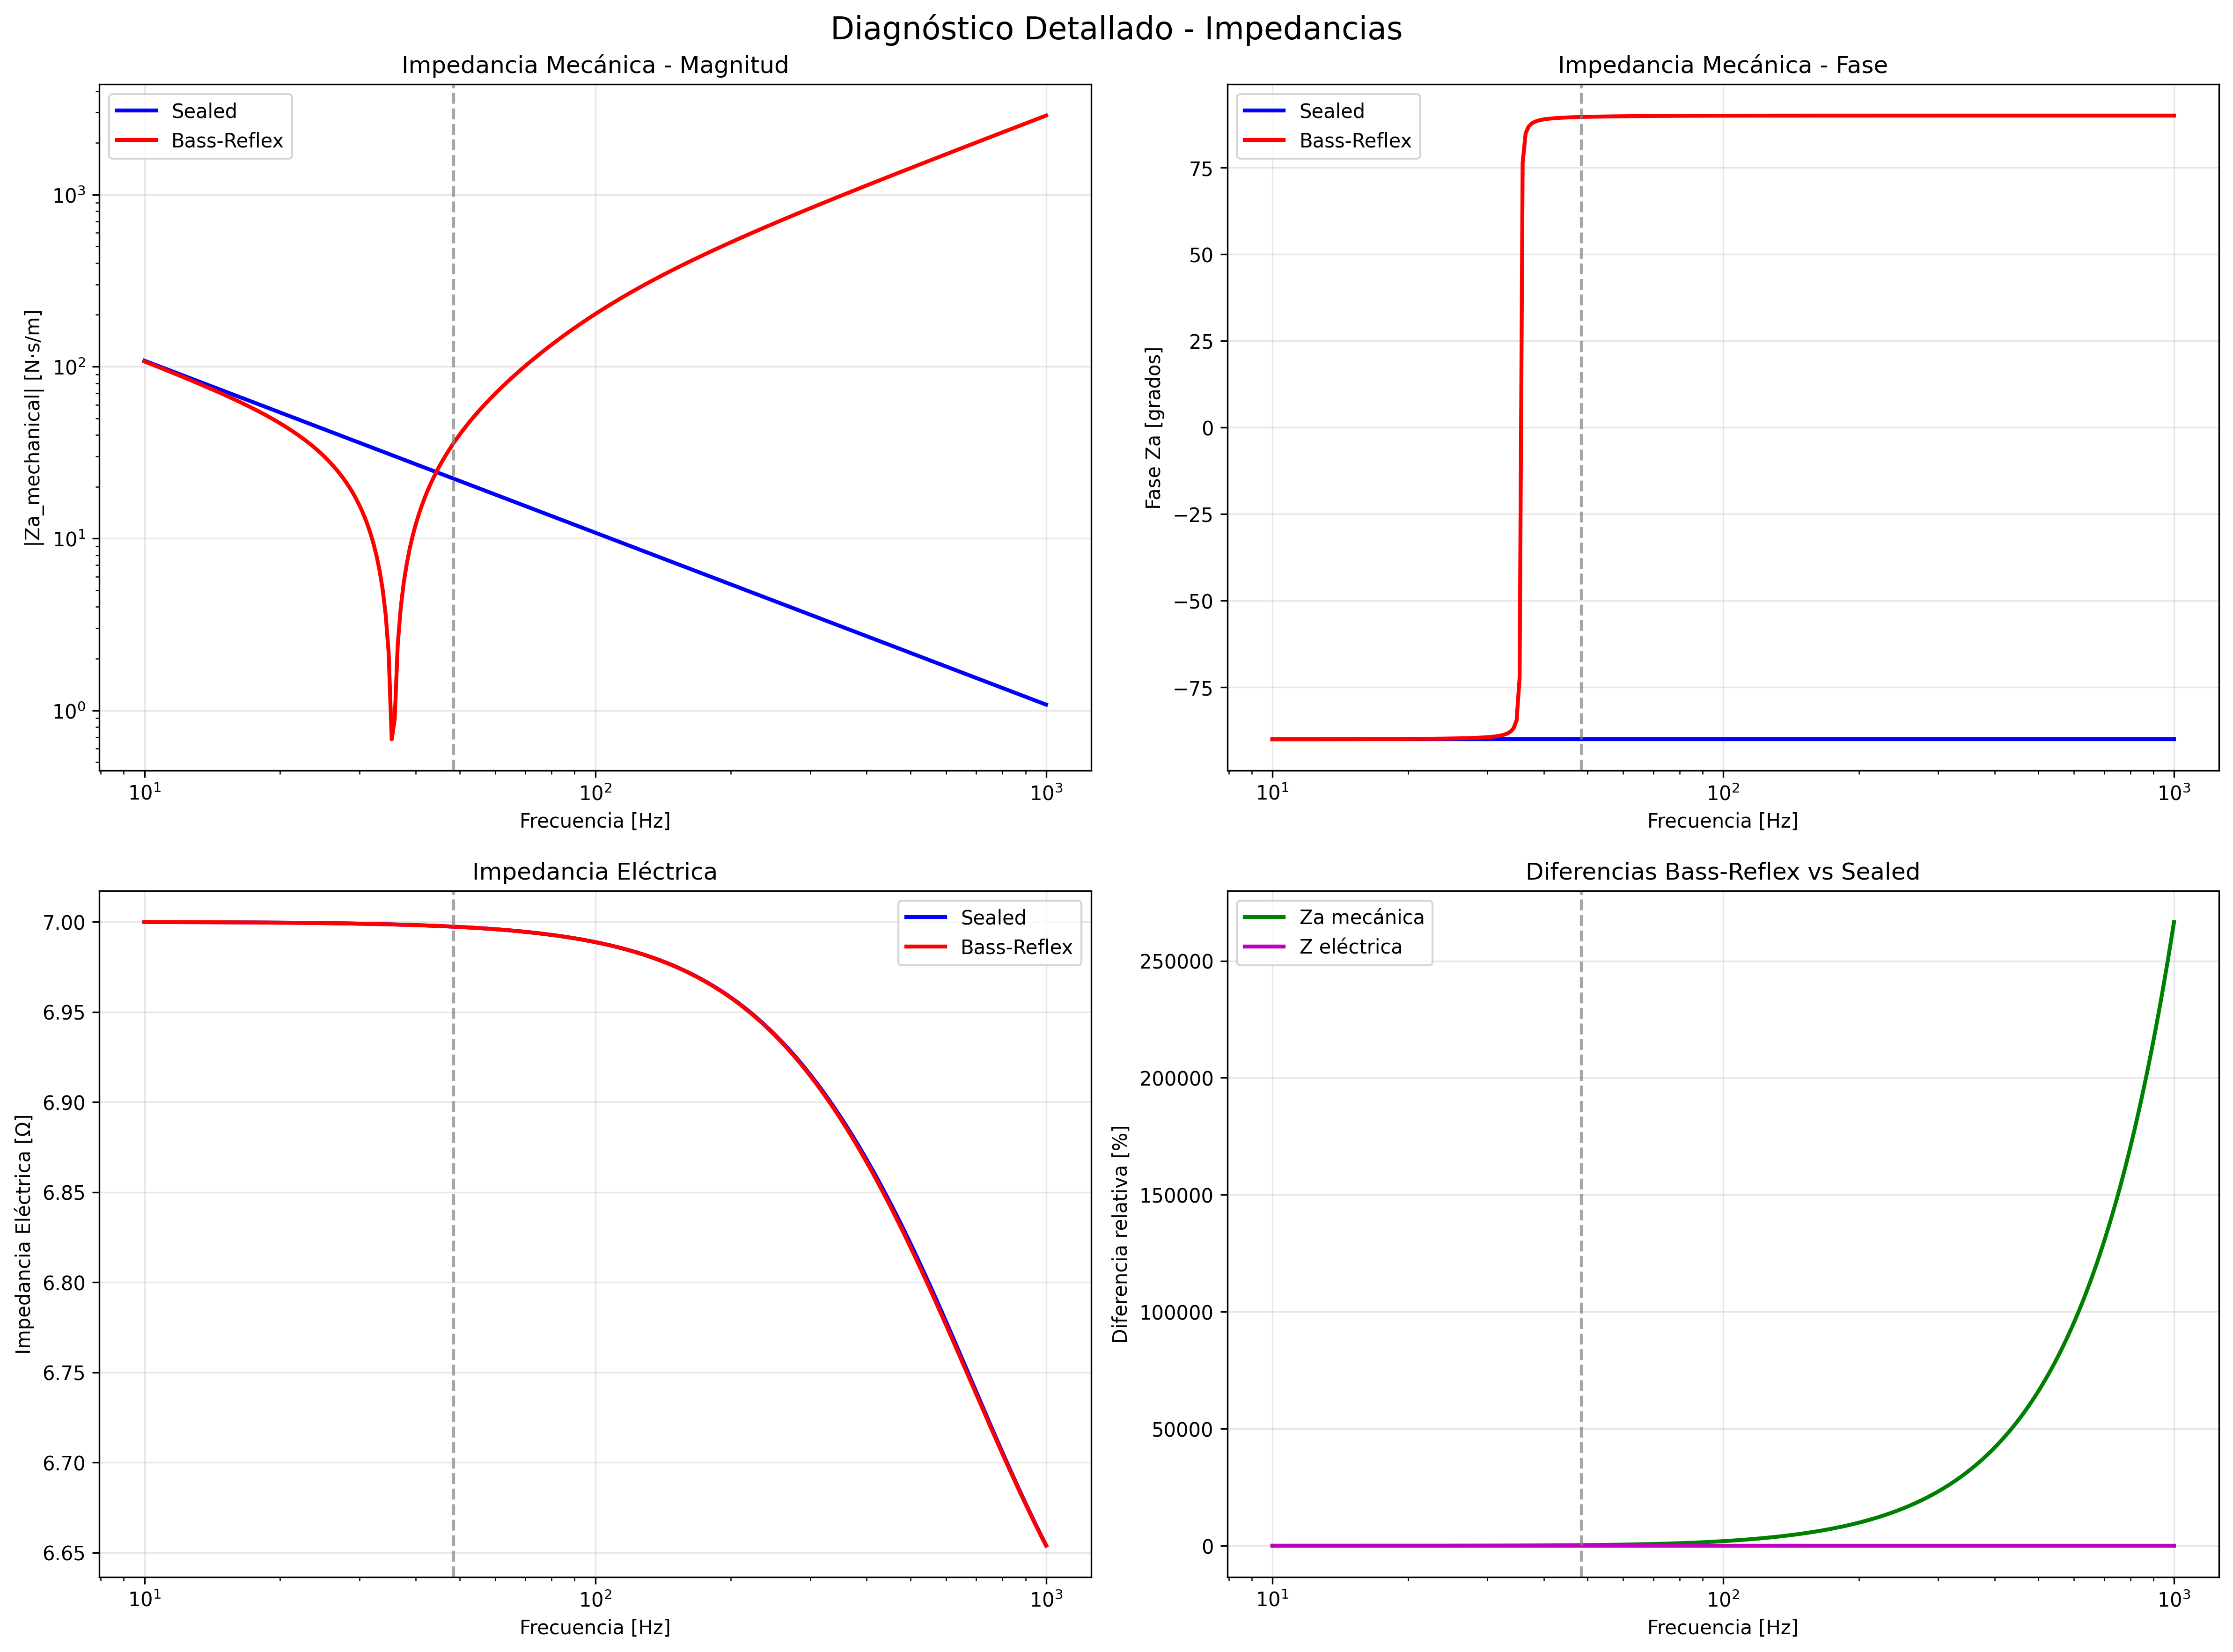 Diagnóstico Detallado - Impedancias
Impedancia Mecánica - Magnitud
Sealed
Bass-Reflex
|Za_mechanical| [N·s/m]
10³
10²
10¹
10⁰
10¹ 10² 10³
Frecuencia [Hz]
Impedancia Mecánica - Fase
Sealed
Bass-Reflex
Fase Za [grados]
75
50
25
0
−25
−50
−75
10¹ 10² 10³
Frecuencia [Hz]
Impedancia Eléctrica
Sealed
Bass-Reflex
Impedancia Eléctrica [Ω]
7.00
6.95
6.90
6.85
6.80
6.75
6.70
6.65
10¹ 10² 10³
Frecuencia [Hz]
Diferencias Bass-Reflex vs Sealed
Za mecánica
Z eléctrica
Diferencia relativa [%]
250000
200000
150000
100000
50000
0
10¹ 10² 10³
Frecuencia [Hz]